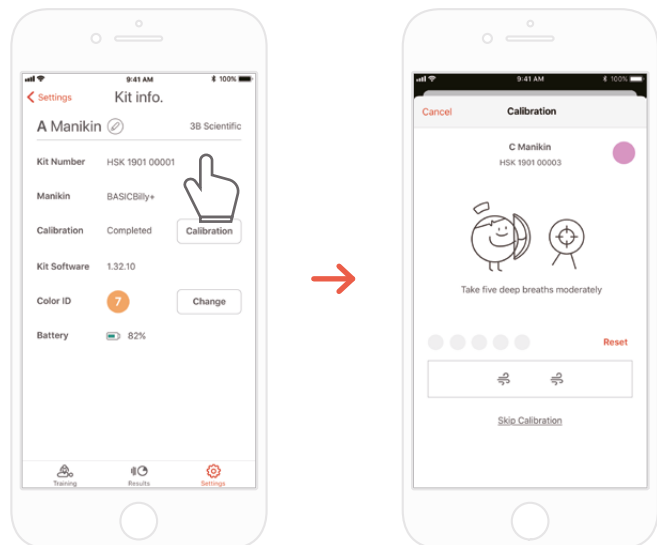 9:41 AM 100%
Settings Kit info.
A Manikin 3B Scientific
Kit Number HSK 1901 00001
Manikin BASICBilly+
Calibration Completed Calibration
Kit Software 1.32.10
Color ID 7 Change
Battery 82%
Training Results Settings
9:41 AM 100%
Cancel Calibration
C Manikin
HSK 1901 00003
Take five deep breaths moderately
Reset
Skip Calibration